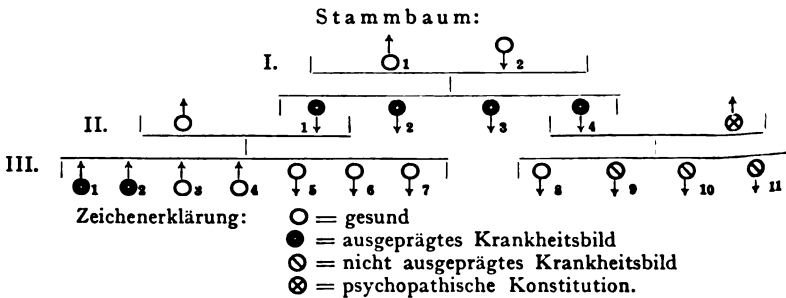 Stammbaum:
I. 1 2
1 2 3 4
II.
III. 1 2 3 4 5 6 7 8 9 10 11
Zeichenerklärung: = gesund
= ausgeprägtes Krankheitsbild
= nicht ausgeprägtes Krankheitsbild
= psychopathische Konstitution.